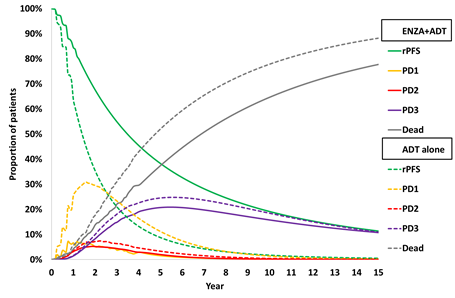 100%
90%
80%
70%
60%
50%
40%
30%
20%
10%
0%
Proportion of patients
0 1 2 3 4 5 6 7 8 9 10 11 12 13 14 15
Year
ENZA+ADT
rPFS
PD1
PD2
PD3
Dead
ADT alone
rPFS
PD1
PD2
PD3
Dead